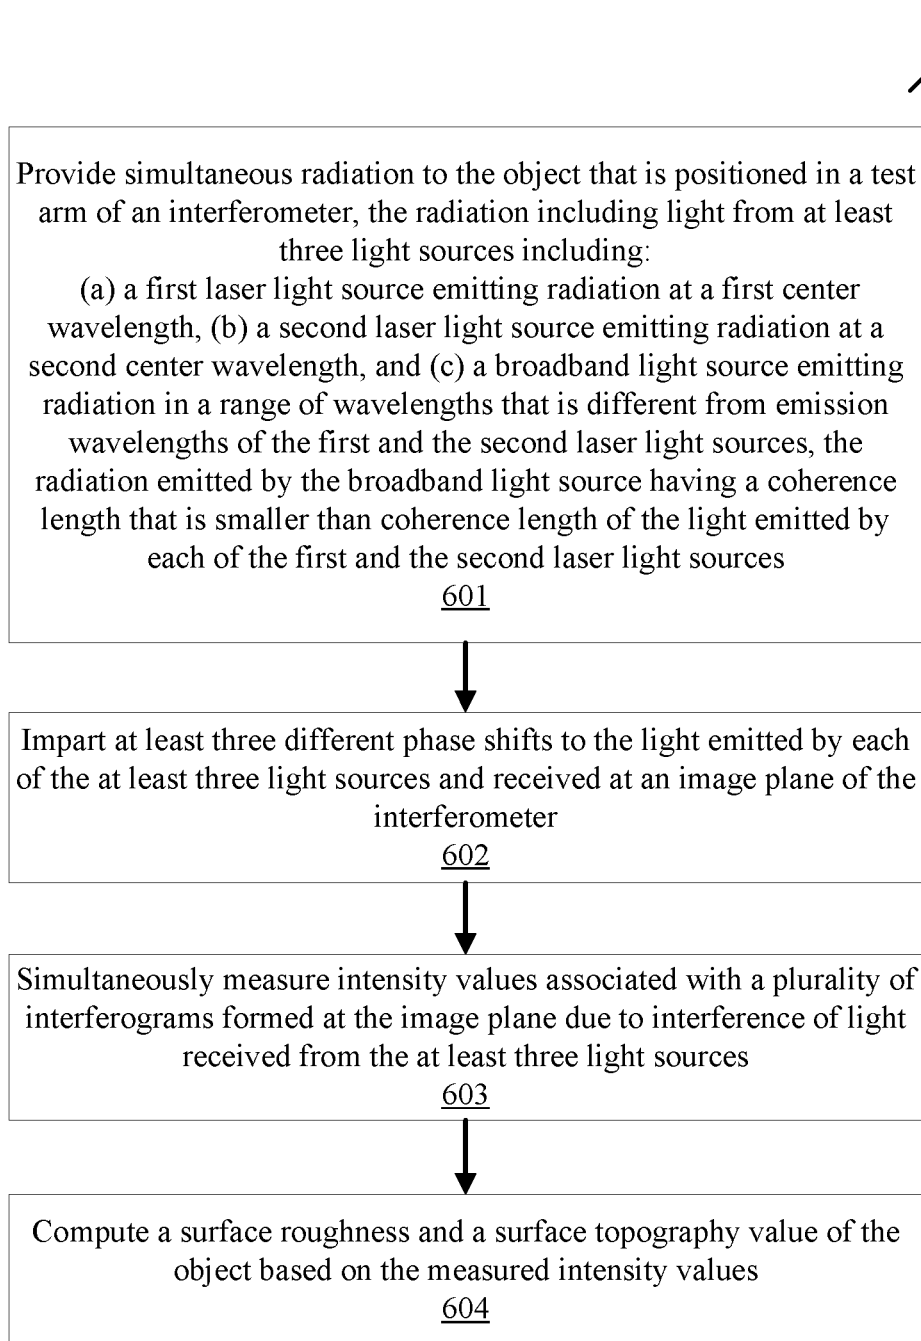 Provide simultaneous radiation to the object that is positioned in a test
arm of an interferometer, the radiation including light from at least
three light sources including:
(a) a first laser light source emitting radiation at a first center
wavelength, (b) a second laser light source emitting radiation at a
second center wavelength, and (c) a broadband light source emitting
radiation in a range of wavelengths that is different from emission
wavelengths of the first and the second laser light sources, the
radiation emitted by the broadband light source having a coherence
length that is smaller than coherence length of the light emitted by
each of the first and the second laser light sources
601
Impart at least three different phase shifts to the light emitted by each
of the at least three light sources and received at an image plane of the
interferometer
602
Simultaneously measure intensity values associated with a plurality of
interferograms formed at the image plane due to interference of light
received from the at least three light sources
603
Compute a surface roughness and a surface topography value of the
object based on the measured intensity values
604